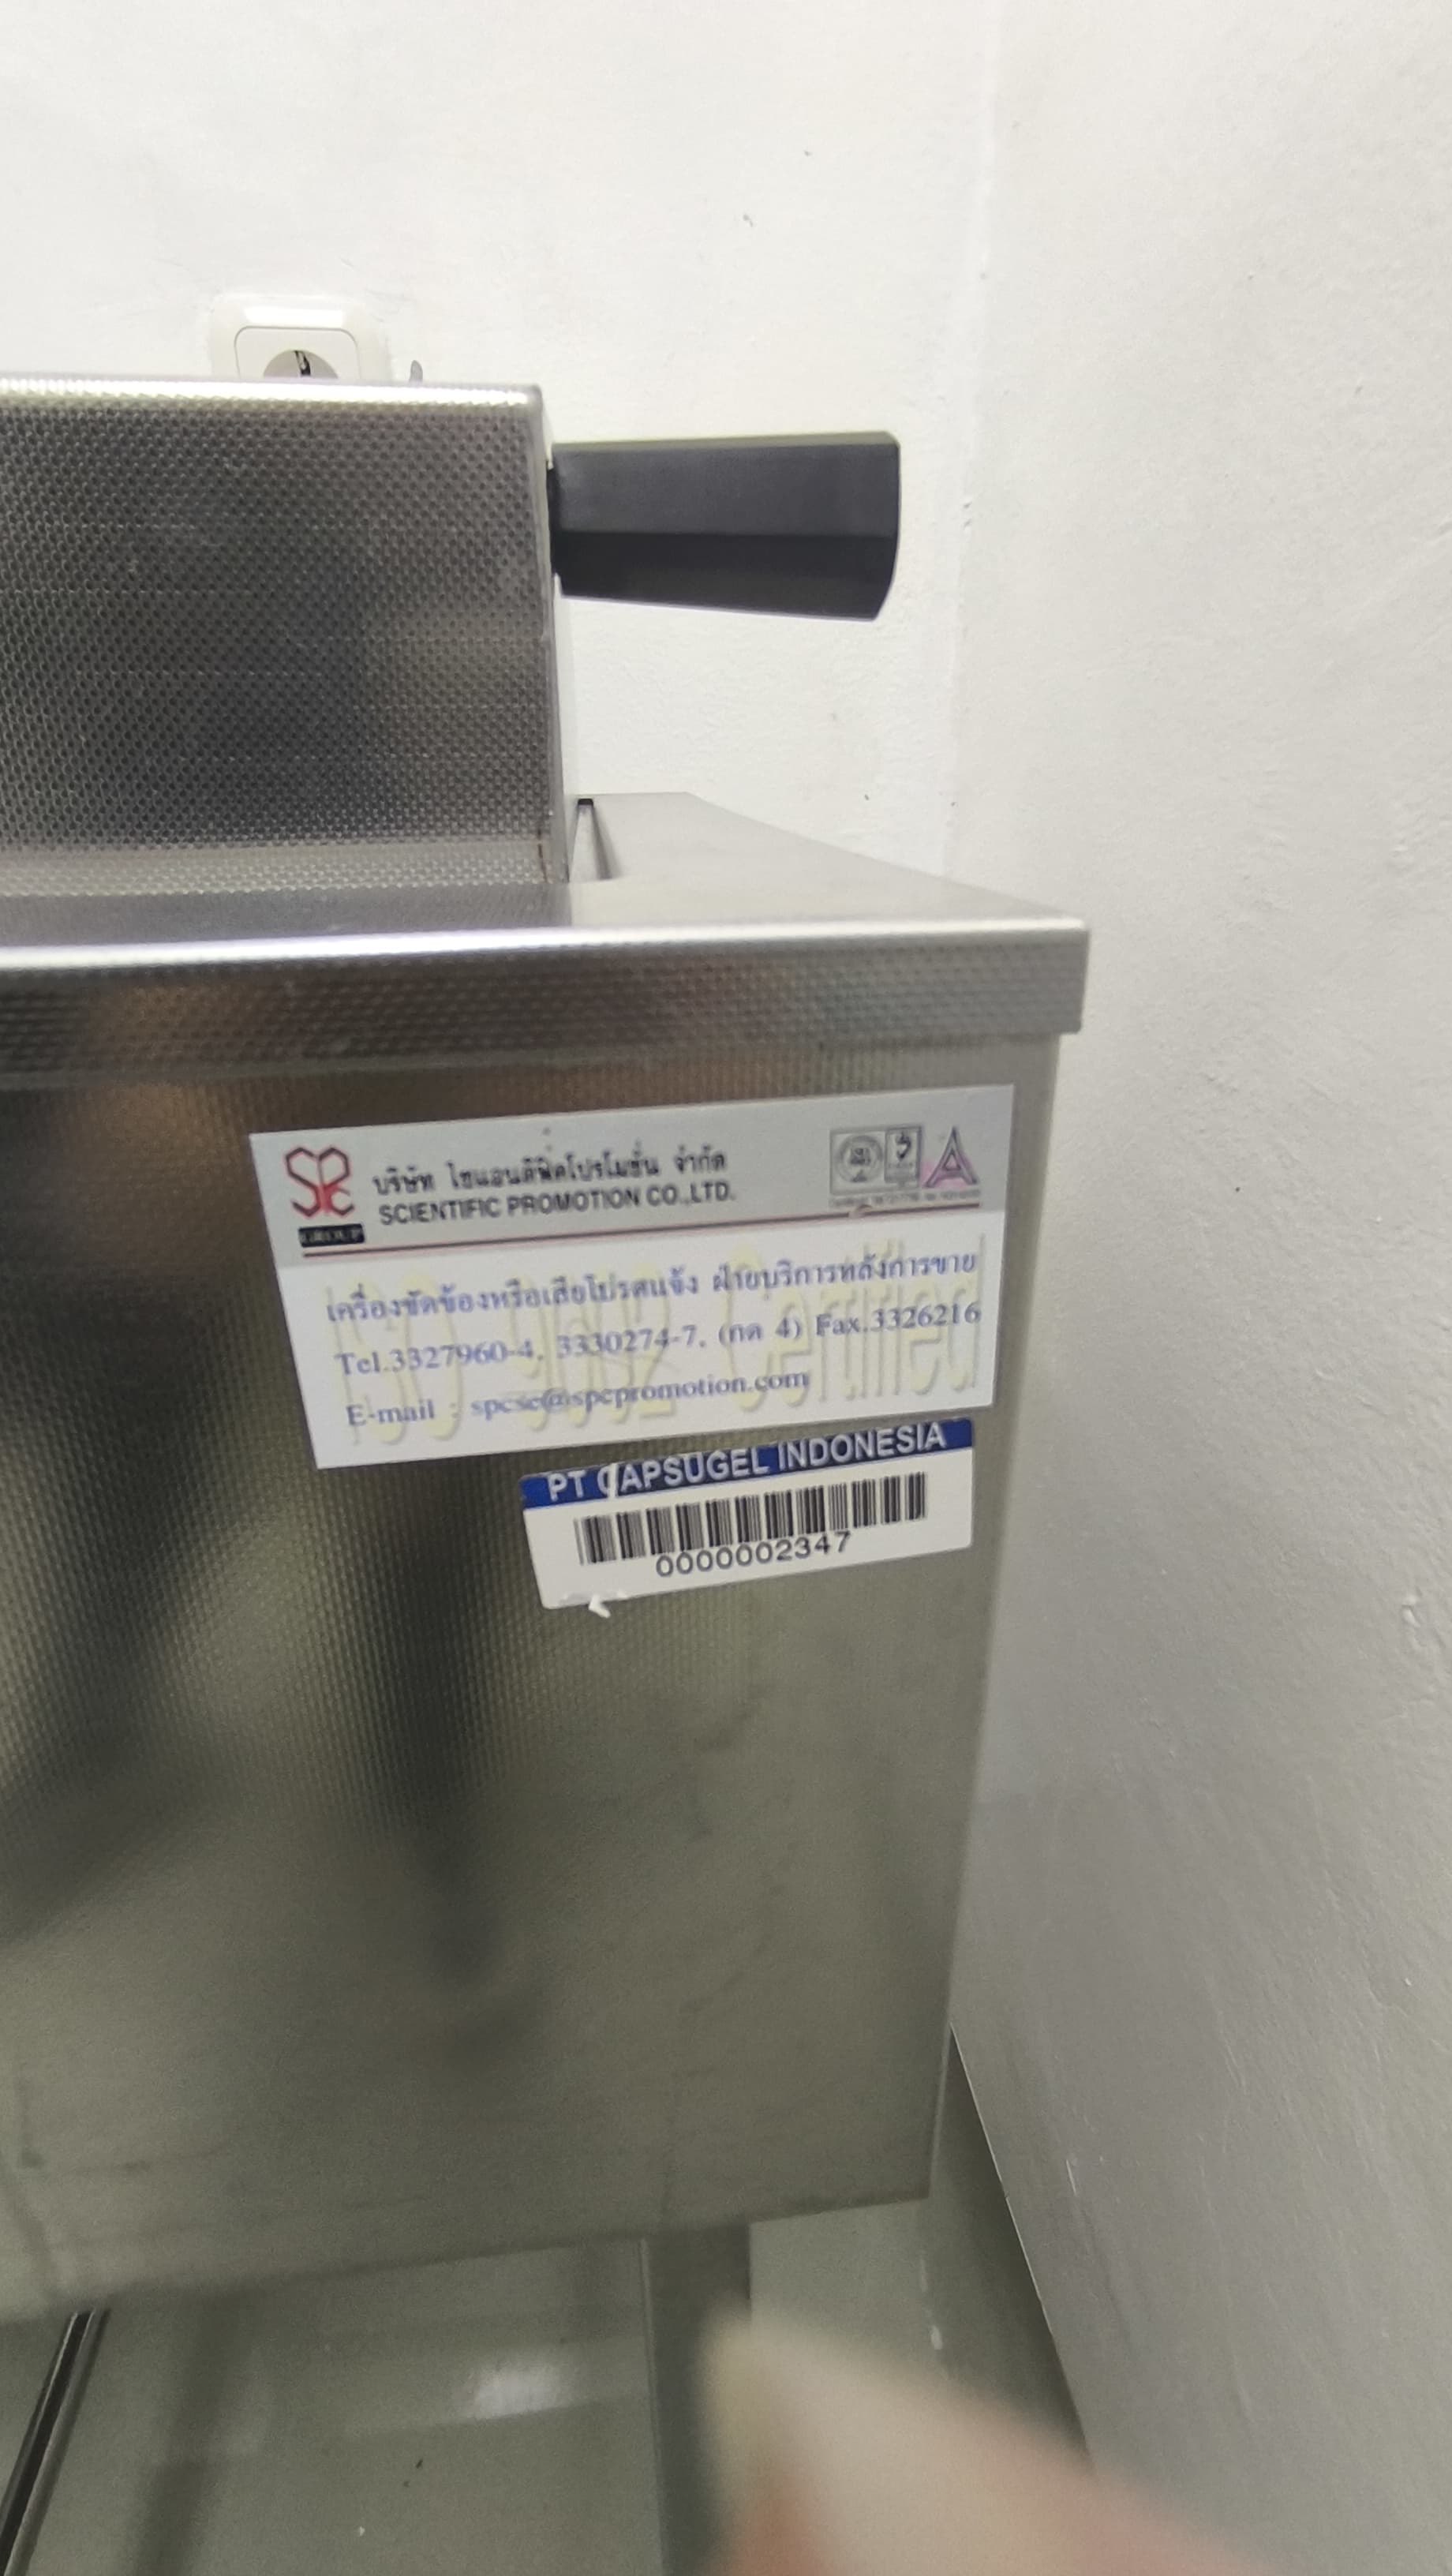 SPC
GROUP
บริษัท ไซแอนติฟิคโปรโมชั่น จำกัด
SCIENTIFIC PROMOTION CO.,LTD.
เครื่องขัดข้องหรือเสียโปรดแจ้ง ฝ่ายบริการหลังการขาย
Tel.3327960-4, 3330274-7. (กด 4) Fax.3326216
E-mail : spcsc@spcpromotion.com
ISO 9002 Certified
PT CAPSUGEL INDONESIA
0000002347